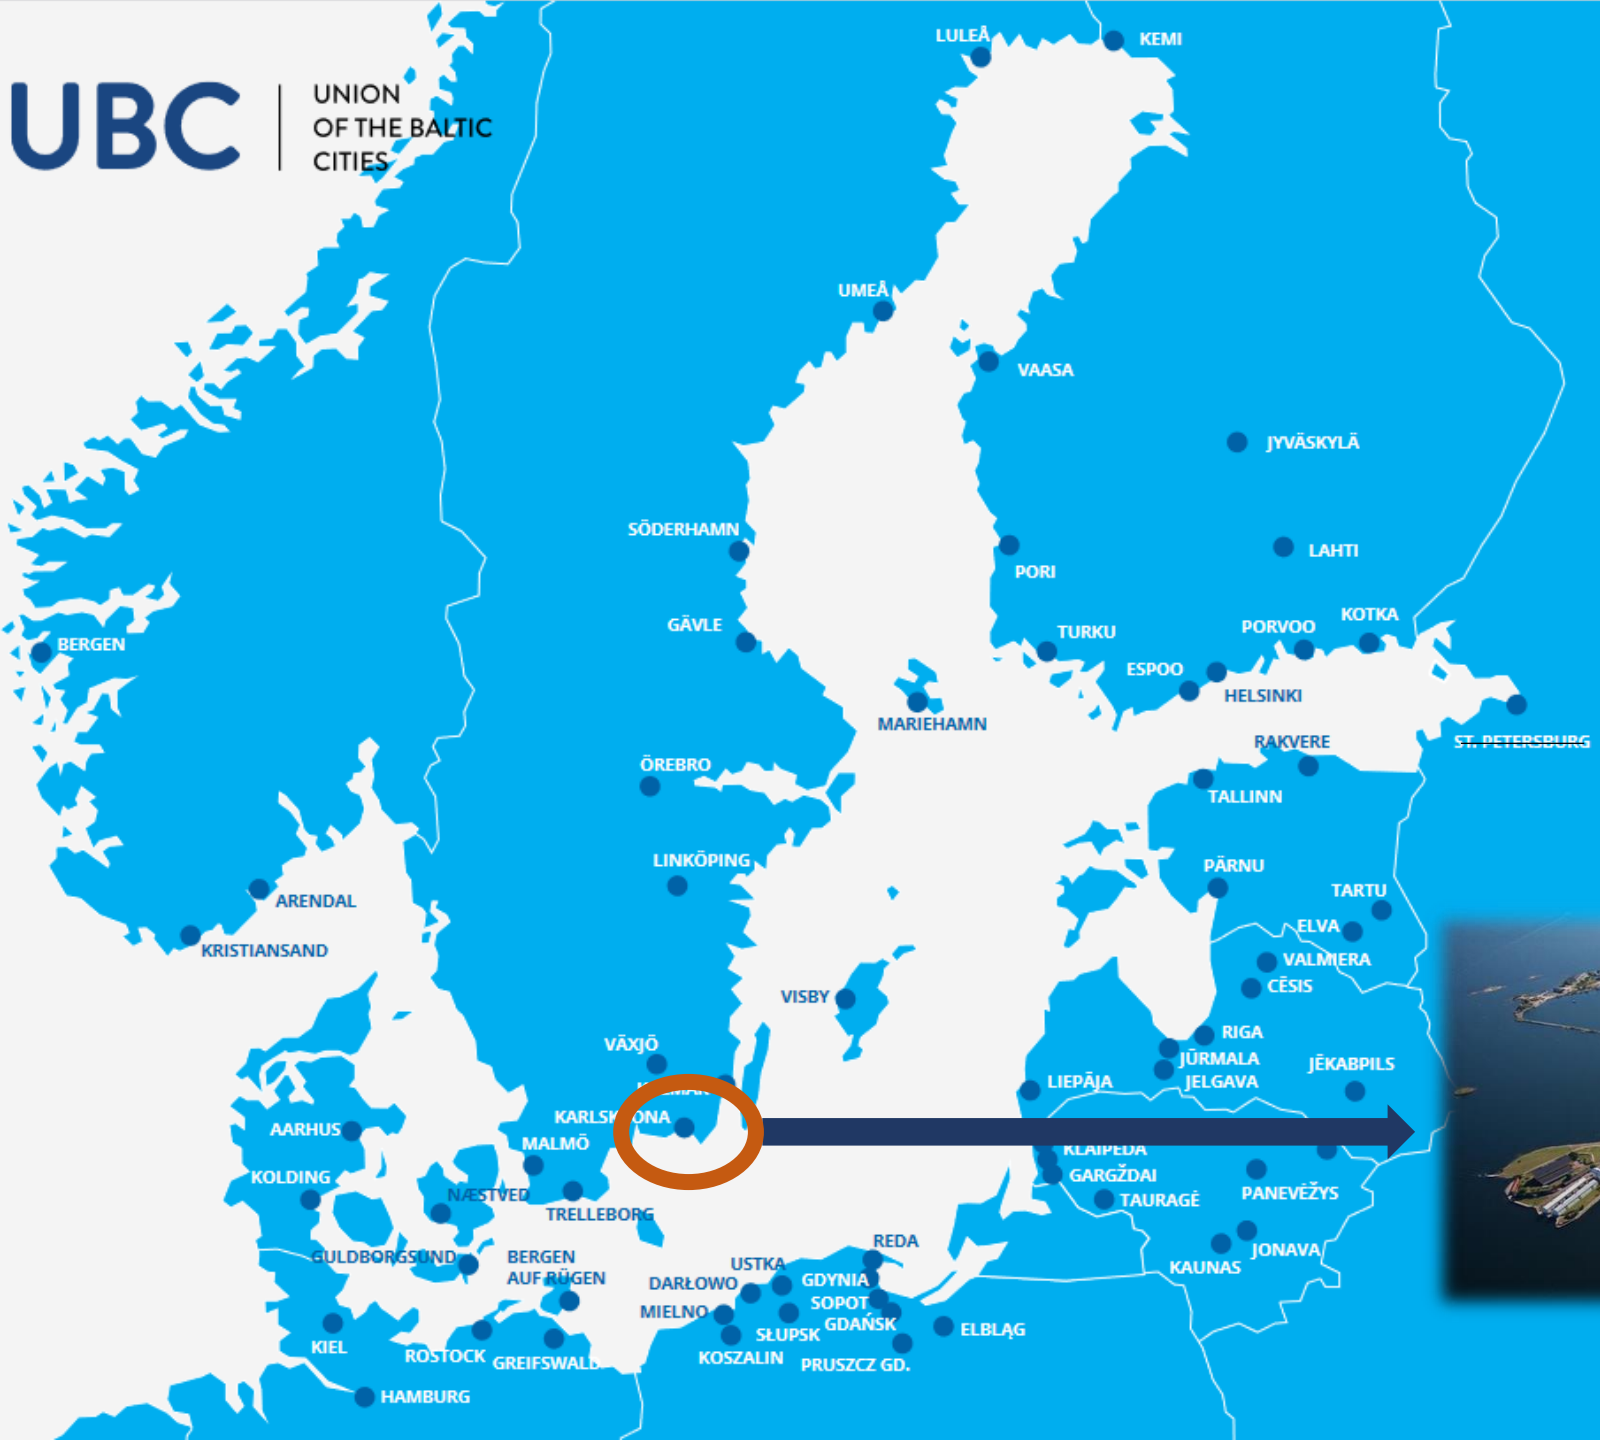 UBC
UNION
OF THE BALTIC
CITIES
LULEÅ
KEMI
UMEÅ
VAASA
JYVÄSKYLÄ
SÖDERHAMN
LAHTI
PORI
GÄVLE
TURKU
PORVOO
KOTKA
BERGEN
ESPOO
HELSINKI
MARIEHAMN
RAKVERE
ST. PETERSBURG
ÖREBRO
TALLINN
LINKÖPING
PÄRNU
TARTU
ARENDAL
ELVA
KRISTIANSAND
VALMIERA
CĒSIS
VISBY
RIGA
VÄXJÖ
JŪRMALA
JĒKABPILS
LIEPĀJA
JELGAVA
KARLSKRONA
AARHUS
MALMÖ
KLAIPĖDA
GARGŽDAI
KOLDING
NÆSTVED
PANEVĖŽYS
TAURAGĖ
TRELLEBORG
REDA
JONAVA
GULDBORGSUND
BERGEN
AUF RÜGEN
USTKA
KAUNAS
DARŁOWO
GDYNIA
SOPOT
MIELNO
GDAŃSK
ELBLĄG
SŁUPSK
KIEL
ROSTOCK
GREIFSWALD
KOSZALIN
PRUSZCZ GD.
HAMBURG